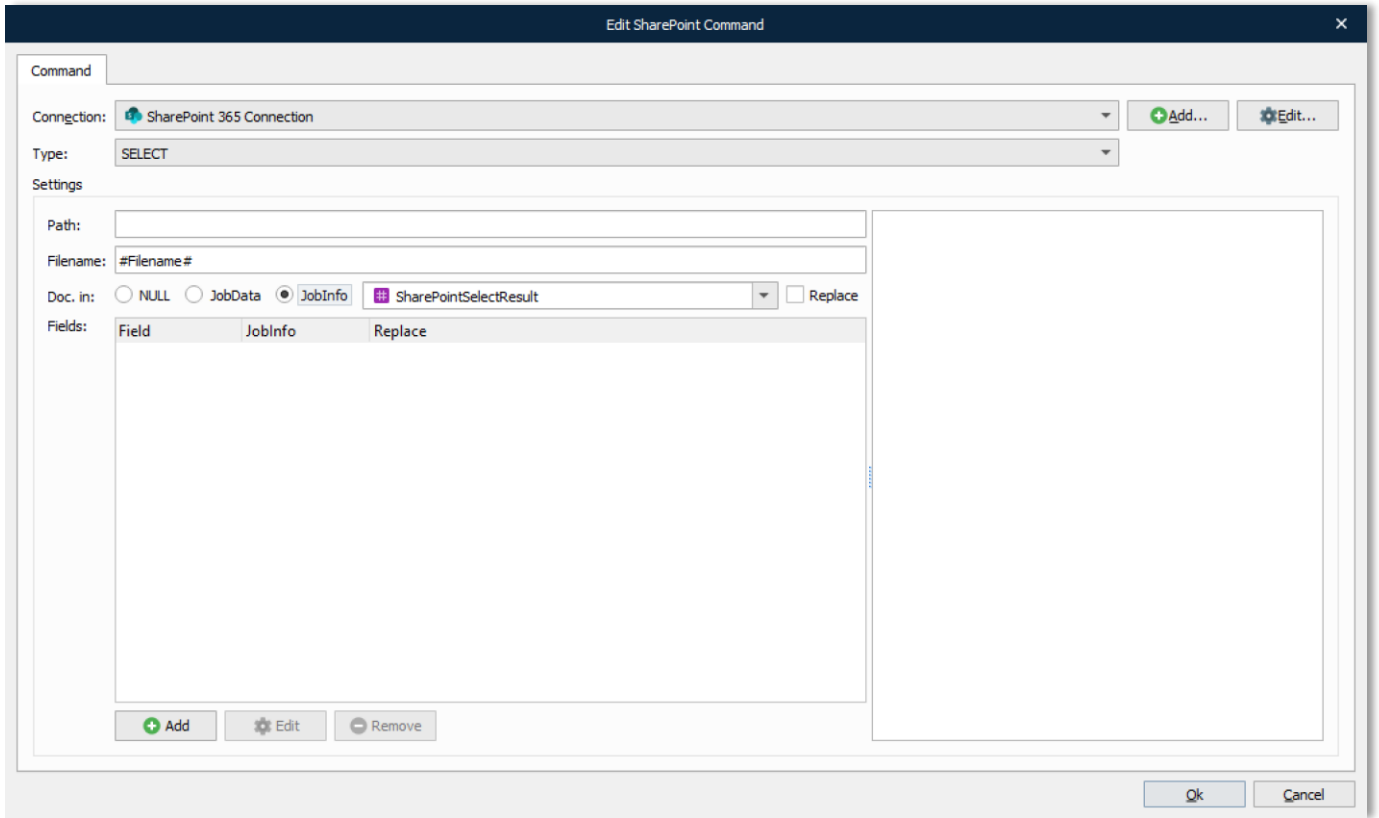 Edit SharePoint Command
Command
Connection: SharePoint 365 Connection Add... Edit...
Type: SELECT
Settings
Path:
Filename: #Filename#
Doc. in: NULL JobData JobInfo # SharePointSelectResult Replace
Fields: Field JobInfo Replace
Add Edit Remove
Ok Cancel